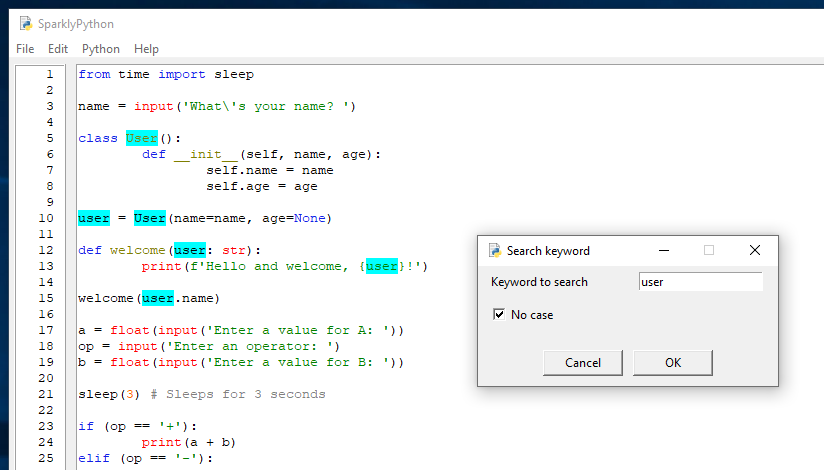 SparklyPython
File Edit Python Help
1 from time import sleep
2
3 name = input('What\'s your name? ')
4
5 class User():
6 def __init__(self, name, age):
7 self.name = name
8 self.age = age
9
10 user = User(name=name, age=None)
11
12 def welcome(user: str):
13 print(f'Hello and welcome, {user}!')
14
15 welcome(user.name)
16
17 a = float(input('Enter a value for A: '))
18 op = input('Enter an operator: ')
19 b = float(input('Enter a value for B: '))
20
21 sleep(3) # Sleeps for 3 seconds
22
23 if (op == '+'):
24 print(a + b)
25 elif (op == '-'):
Search keyword
Keyword to search user
No case
Cancel OK